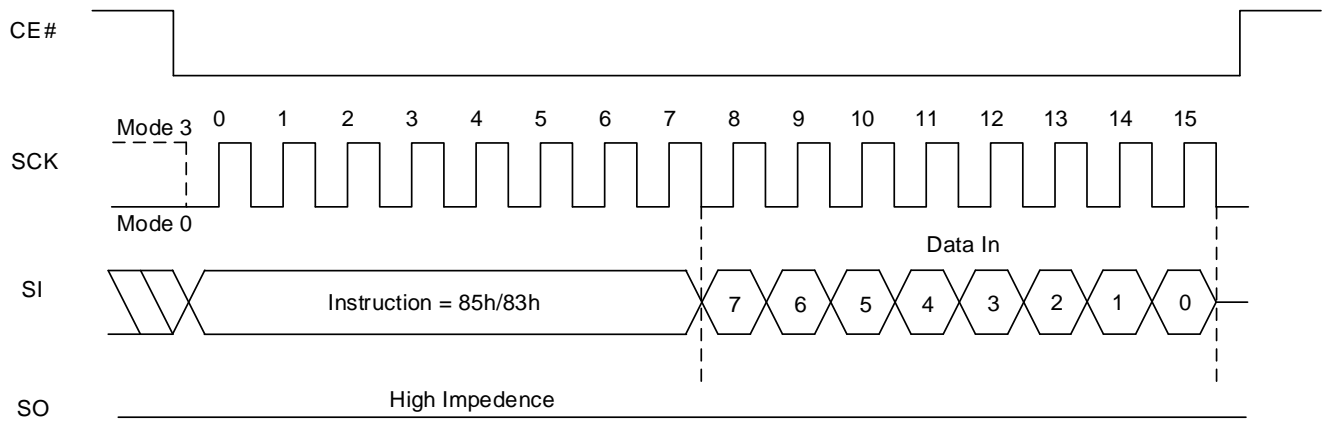 CE#
Mode 3
0 1 2 3 4 5 6 7 8 9 10 11 12 13 14 15
SCK
Mode 0
Data In
SI
Instruction = 85h/83h
7 6 5 4 3 2 1 0
High Impedence
SO